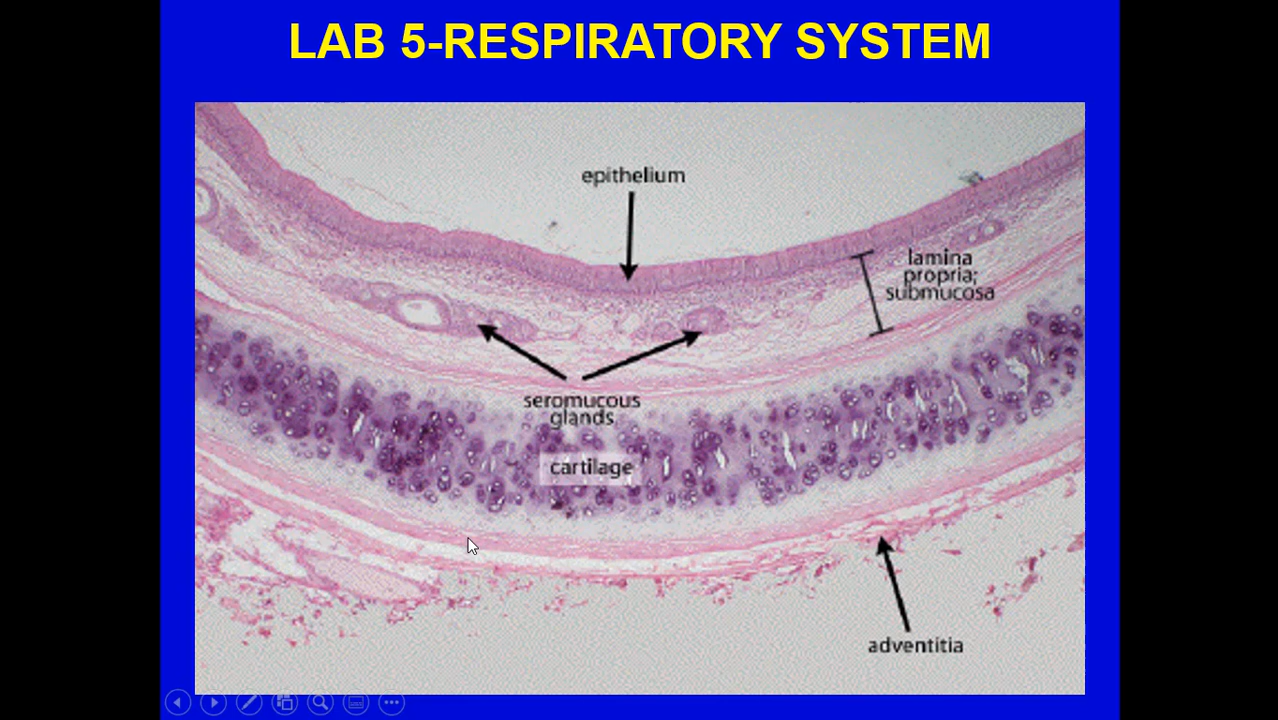 LAB 5-RESPIRATORY SYSTEM
epithelium
lamina
propria;
submucosa
seromucous
glands
cartilage
adventitia